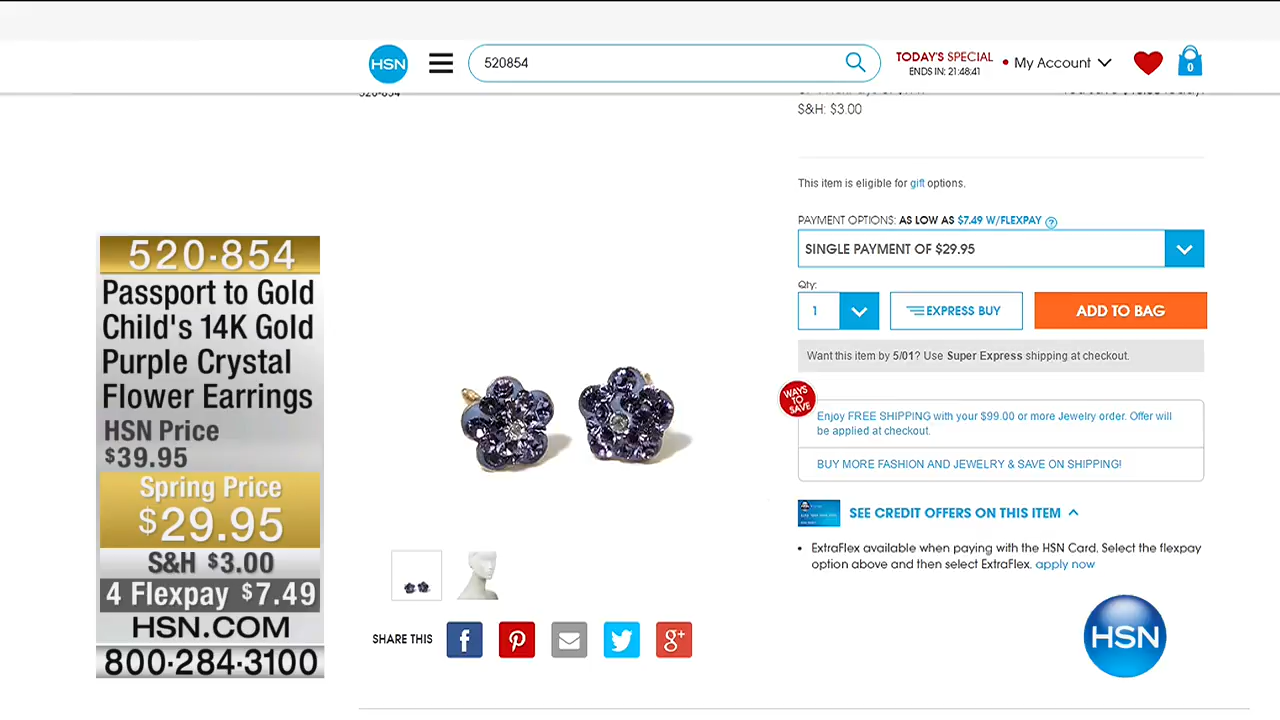 HSN
520854
TODAY'S SPECIAL
ENDS IN: 21:48:41
My Account
0
520-854
S&H: $3.00
This item is eligible for gift options.
PAYMENT OPTIONS: AS LOW AS $7.49 W/FLEXPAY ?
SINGLE PAYMENT OF $29.95
Qty:
1
EXPRESS BUY
ADD TO BAG
Want this item by 5/01? Use Super Express shipping at checkout.
WAYS
TO
SAVE
Enjoy FREE SHIPPING with your $99.00 or more Jewelry order. Offer will
be applied at checkout.
BUY MORE FASHION AND JEWELRY & SAVE ON SHIPPING!
SEE CREDIT OFFERS ON THIS ITEM
• ExtraFlex available when paying with the HSN Card. Select the flexpay
option above and then select ExtraFlex. apply now
520·854
Passport to Gold
Child's 14K Gold
Purple Crystal
Flower Earrings
HSN Price
$39.95
Spring Price
$29.95
S&H $3.00
4 Flexpay $7.49
HSN.COM
800·284·3100
SHARE THIS
f
g+
HSN